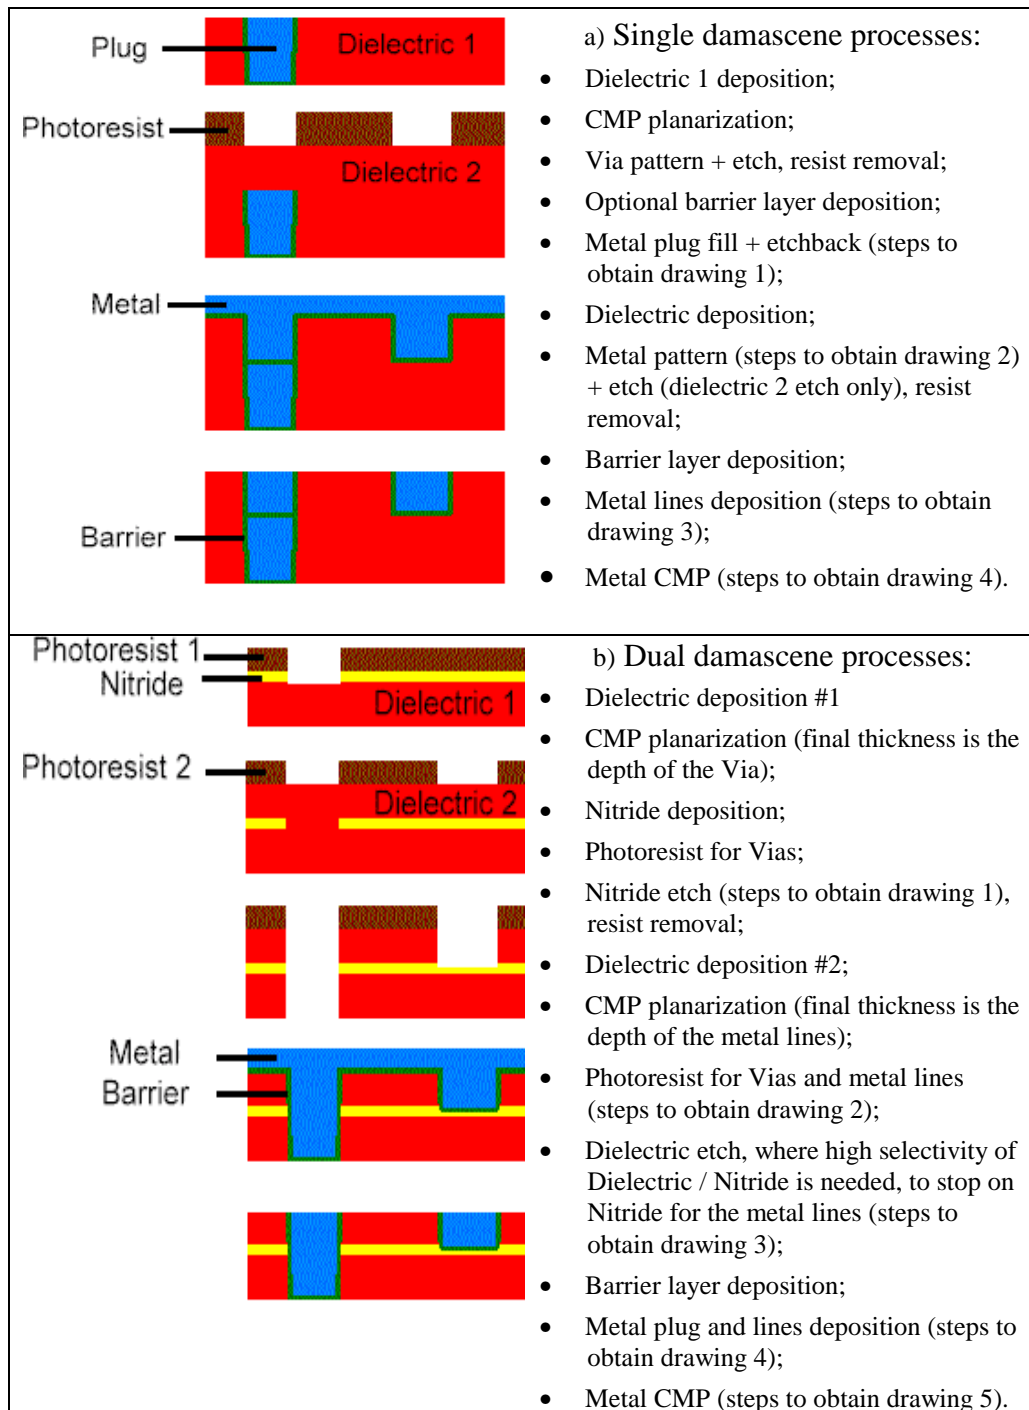 Plug
Dielectric 1
Photoresist
Dielectric 2
Metal
Barrier
a) Single damascene processes:
• Dielectric 1 deposition;
• CMP planarization;
• Via pattern + etch, resist removal;
• Optional barrier layer deposition;
• Metal plug fill + etchback (steps to
obtain drawing 1);
• Dielectric deposition;
• Metal pattern (steps to obtain drawing 2)
+ etch (dielectric 2 etch only), resist
removal;
• Barrier layer deposition;
• Metal lines deposition (steps to obtain
drawing 3);
• Metal CMP (steps to obtain drawing 4).
Photoresist 1
Nitride
Dielectric 1
Photoresist 2
Dielectric 2
Metal
Barrier
b) Dual damascene processes:
• Dielectric deposition #1
• CMP planarization (final thickness is the
depth of the Via);
• Nitride deposition;
• Photoresist for Vias;
• Nitride etch (steps to obtain drawing 1),
resist removal;
• Dielectric deposition #2;
• CMP planarization (final thickness is the
depth of the metal lines);
• Photoresist for Vias and metal lines
(steps to obtain drawing 2);
• Dielectric etch, where high selectivity of
Dielectric / Nitride is needed, to stop on
Nitride for the metal lines (steps to
obtain drawing 3);
• Barrier layer deposition;
• Metal plug and lines deposition (steps to
obtain drawing 4);
• Metal CMP (steps to obtain drawing 5).